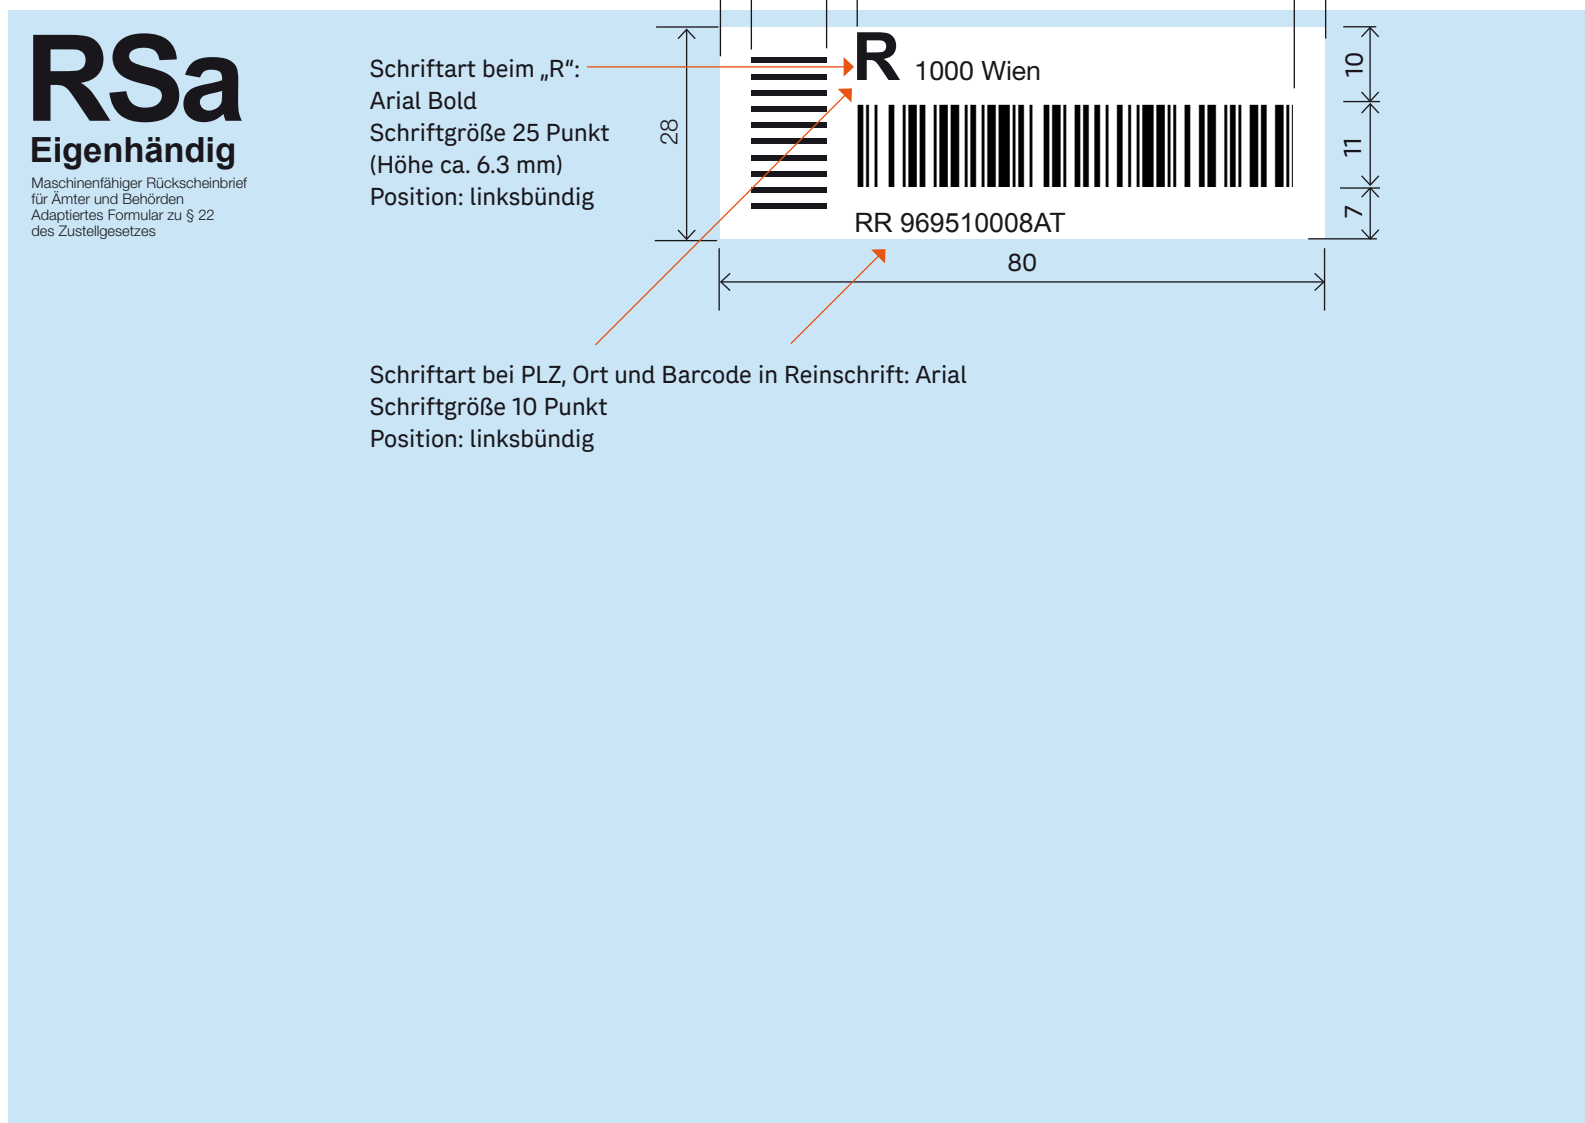 RSa
Eigenhändig
Maschinenfähiger Rückscheinbrief
für Ämter und Behörden
Adaptiertes Formular zu § 22
des Zustellgesetzes
Schriftart beim „R“:
Arial Bold
Schriftgröße 25 Punkt
(Höhe ca. 6.3 mm)
Position: linksbündig
28
R 1000 Wien
RR 969510008AT
10
11
7
80
Schriftart bei PLZ, Ort und Barcode in Reinschrift: Arial
Schriftgröße 10 Punkt
Position: linksbündig